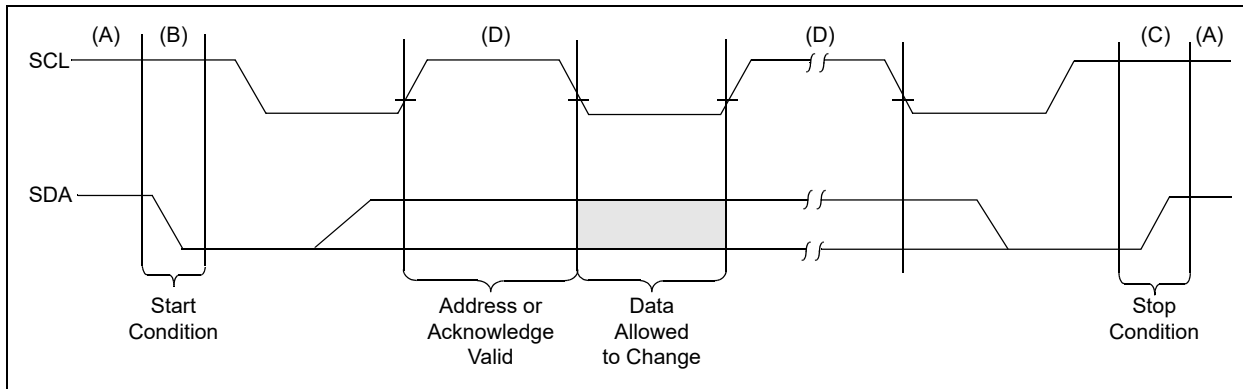 (A) (B) (D) (D) (C) (A)
SCL
SDA
Start
Condition
Address or
Acknowledge
Valid
Data
Allowed
to Change
Stop
Condition